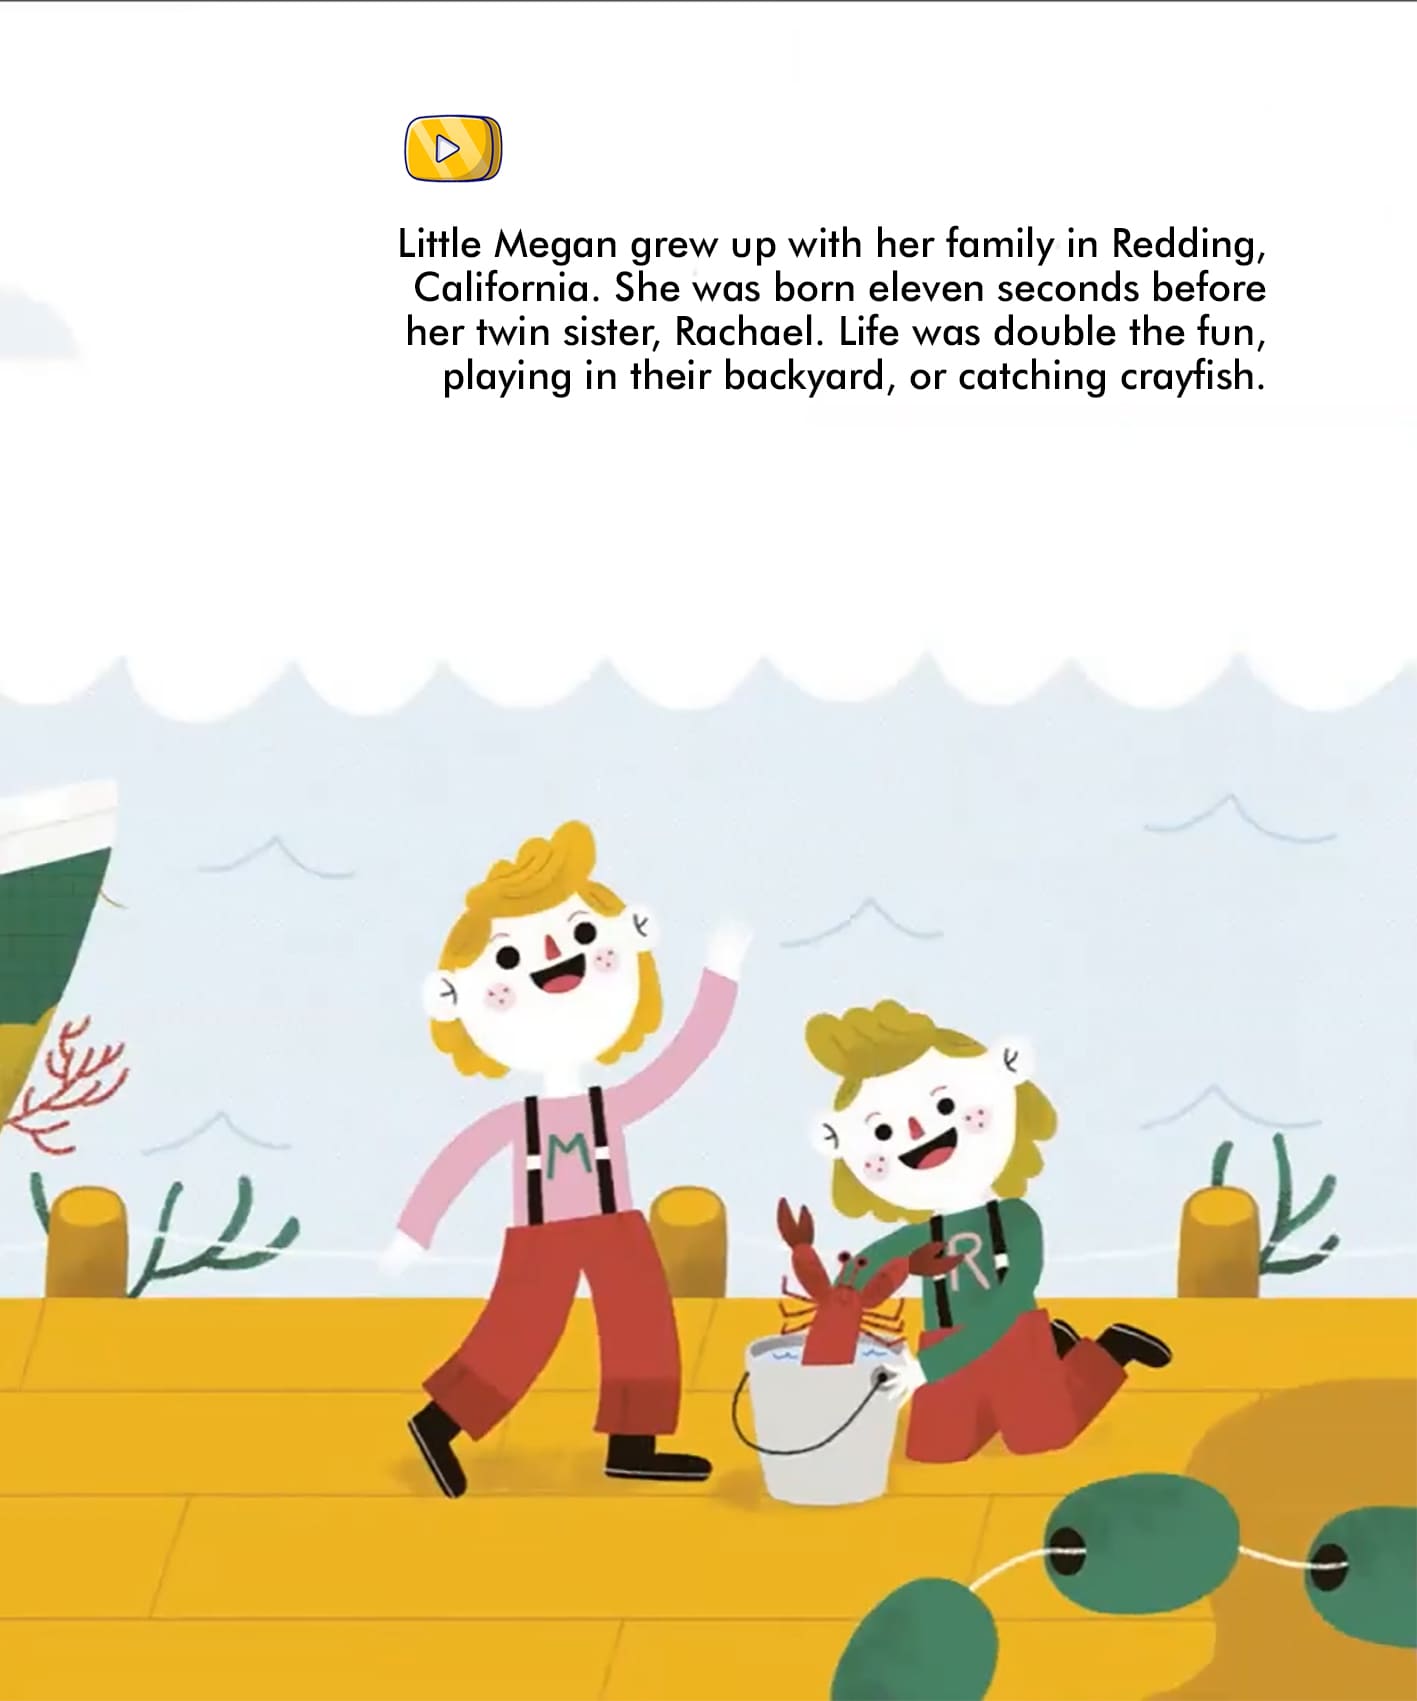 Little Megan grew up with her family in Redding,
California. She was born eleven seconds before
her twin sister, Rachael. Life was double the fun,
playing in their backyard, or catching crayfish.
M
R